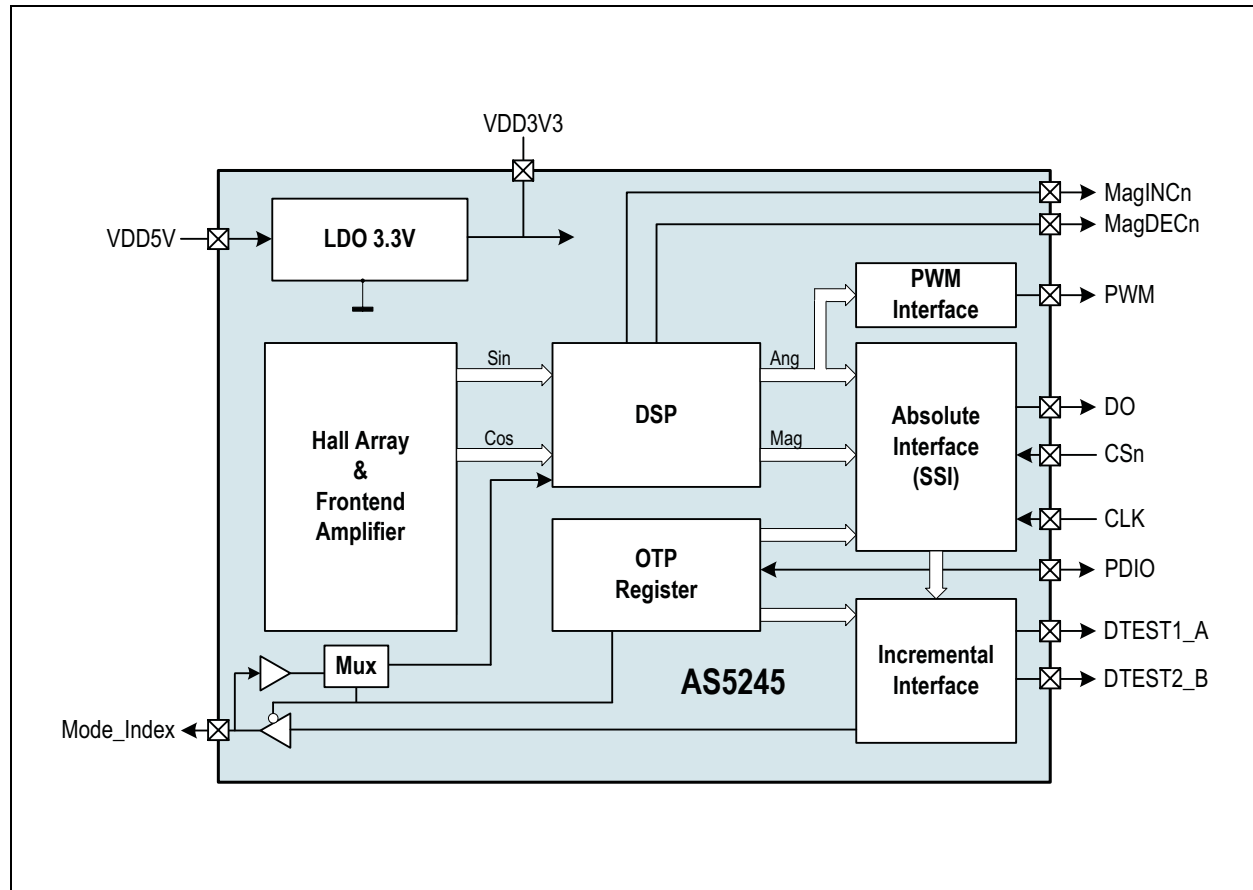 VDD3V3
MagINCn
VDD5V
LDO 3.3V
MagDECn
PWM
Interface
PWM
Sin
Ang
DSP
Hall Array
&
Frontend
Amplifier
Cos
Mag
Absolute
Interface
(SSI)
DO
CSn
CLK
OTP
Register
PDIO
DTEST1_A
Mux
AS5245
Incremental
Interface
DTEST2_B
Mode_Index